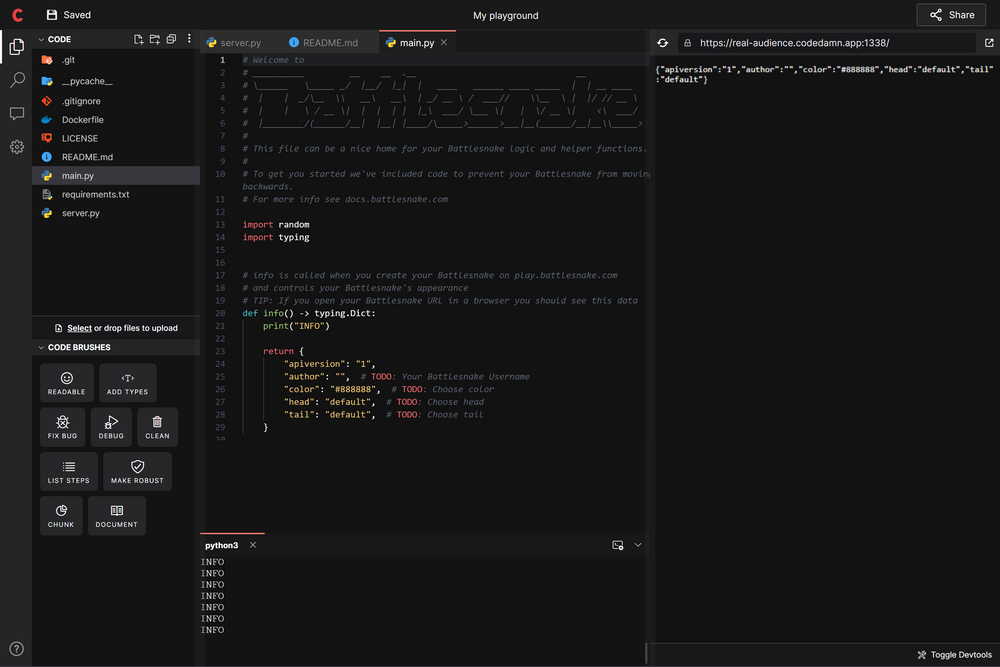 Saved
My playground
Share
CODE
.git
__pycache__
.gitignore
Dockerfile
LICENSE
README.md
main.py
requirements.txt
server.py
Select or drop files to upload
CODE BRUSHES
READABLE
ADD TYPES
FIX BUG
DEBUG
CLEAN
LIST STEPS
MAKE ROBUST
CHUNK
DOCUMENT
server.py
README.md
main.py
1 # Welcome to
2 #
3 #
4 #
5 #
6 #
7 #
8 # This file can be a nice home for your Battlesnake logic and helper functions.
9 #
10 # To get you started we've included code to prevent your Battlesnake from moving
backwards.
11 # For more info see docs.battlesnake.com
12
13 import random
14 import typing
15
16
17 # info is called when you create your Battlesnake on play.battlesnake.com
18 # and controls your Battlesnake's appearance
19 # TIP: If you open your Battlesnake URL in a browser you should see this data
20 def info() -> typing.Dict:
21 print("INFO")
22
23 return {
24 "apiversion": "1",
25 "author": "", # TODO: Your Battlesnake Username
26 "color": "#888888", # TODO: Choose color
27 "head": "default", # TODO: Choose head
28 "tail": "default", # TODO: Choose tail
29 }
30
python3
INFO
INFO
INFO
INFO
INFO
INFO
INFO
https://real-audience.codedamn.app:1338/
{"apiversion":"1","author":"","color":"#888888","head":"default","tail"
:"default"}
Toggle Devtools